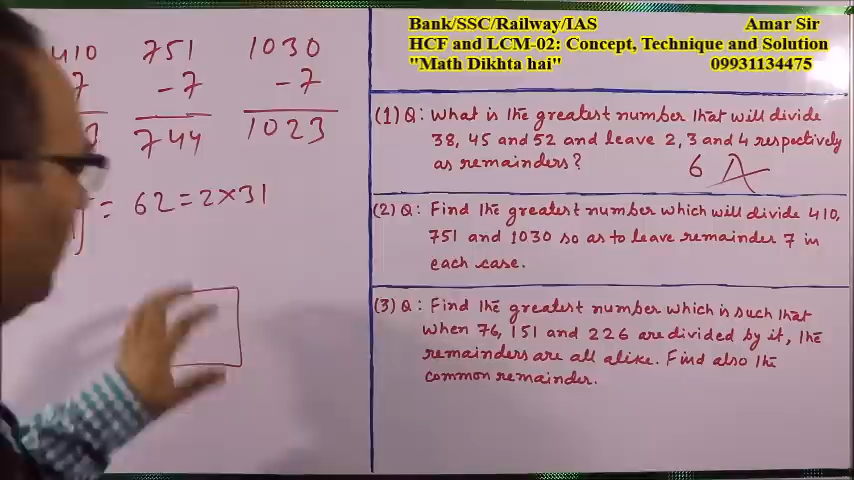 Bank/SSC/Railway/IAS Amar Sir
HCF and LCM-02: Concept, Technique and Solution
"Math Dikhta hai" 09931134475
410 751 1030
7 -7 -7
3 744 1023
= 62 = 2×31
(1) Q: What is the greatest number that will divide
38, 45 and 52 and leave 2, 3 and 4 respectively
as remainders?
6
(2) Q: Find the greatest number which will divide 410,
751 and 1030 so as to leave remainder 7 in
each case.
(3) Q: Find the greatest number which is such that
when 76, 151 and 226 are divided by it, the
remainders are all alike. Find also the
common remainder.